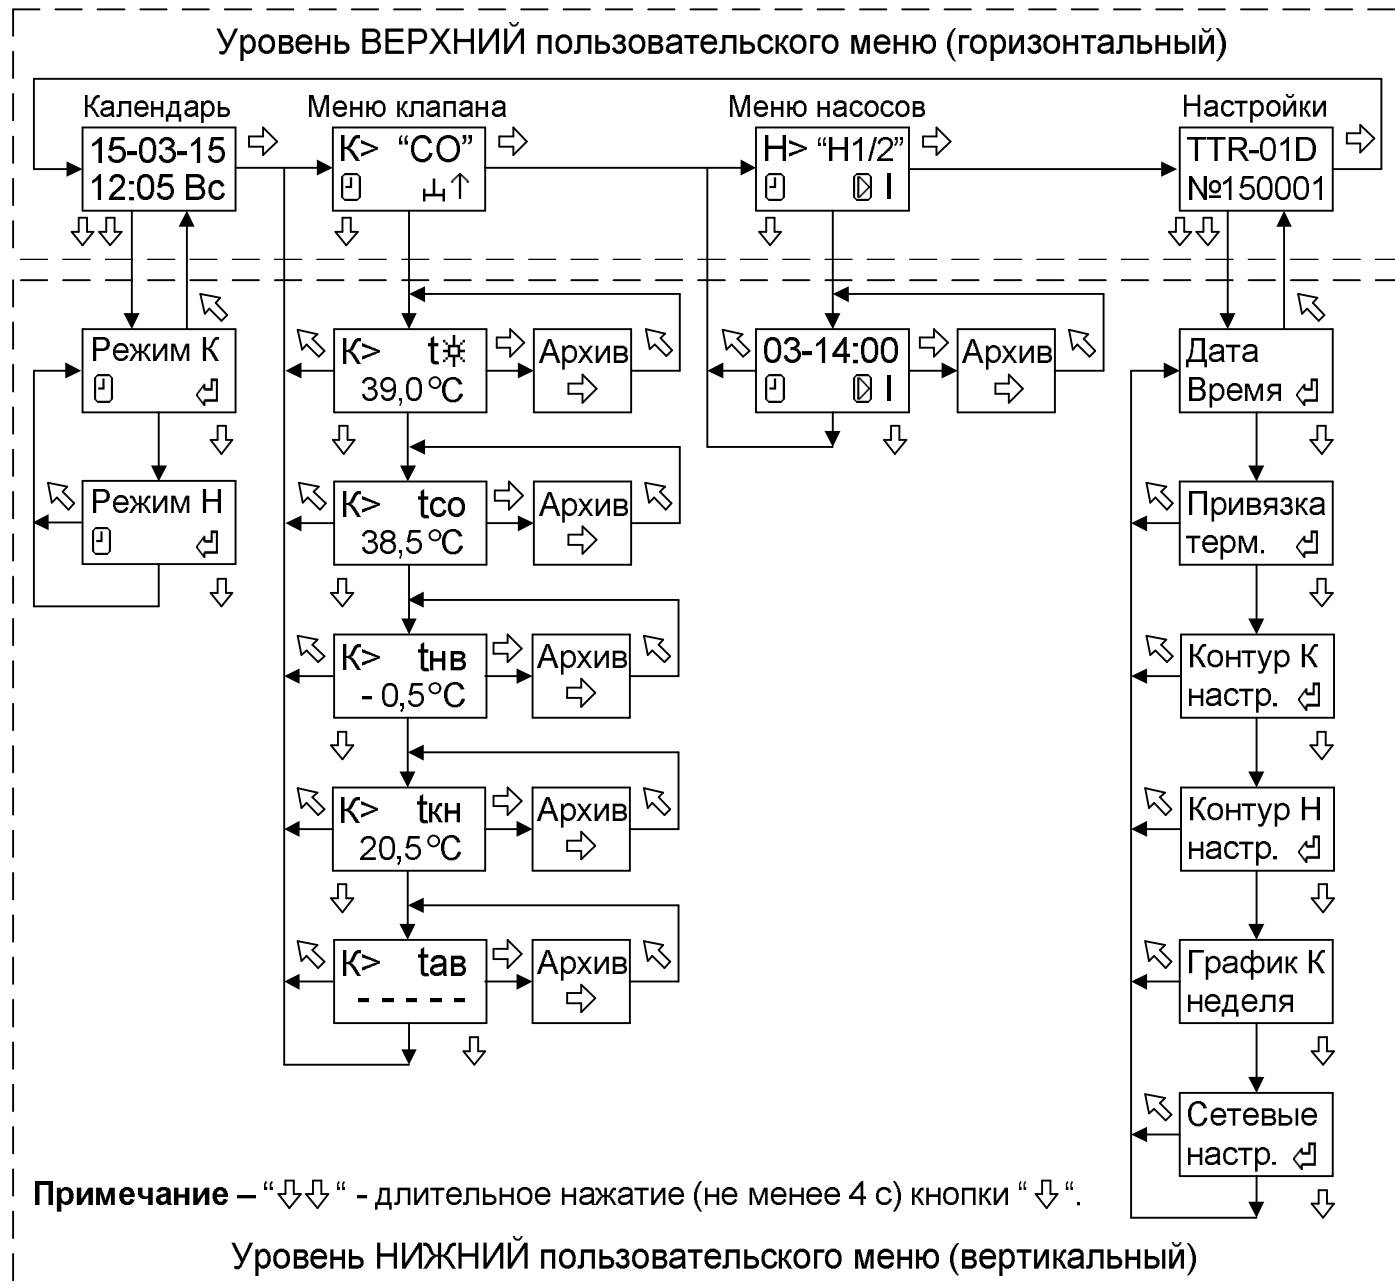 Уровень ВЕРХНИЙ пользовательского меню (горизонтальный)
Календарь
15-03-15
12:05 Вс
Меню клапана
К> “СО”
Меню насосов
Н> “Н1/2”
Настройки
TTR-01D
№150001
Режим К
Режим Н
К> t
39,0°C
Архив
К> tсо
38,5°C
Архив
К> tнв
- 0,5°C
Архив
К> tкн
20,5°C
Архив
К> tав
- - - - -
Архив
03-14:00
Архив
Дата
Время
Привязка
терм.
Контур К
настр.
Контур Н
настр.
График К
неделя
Сетевые
настр.
Примечание – “⇩⇩“ - длительное нажатие (не менее 4 с) кнопки “⇩“.
Уровень НИЖНИЙ пользовательского меню (вертикальный)